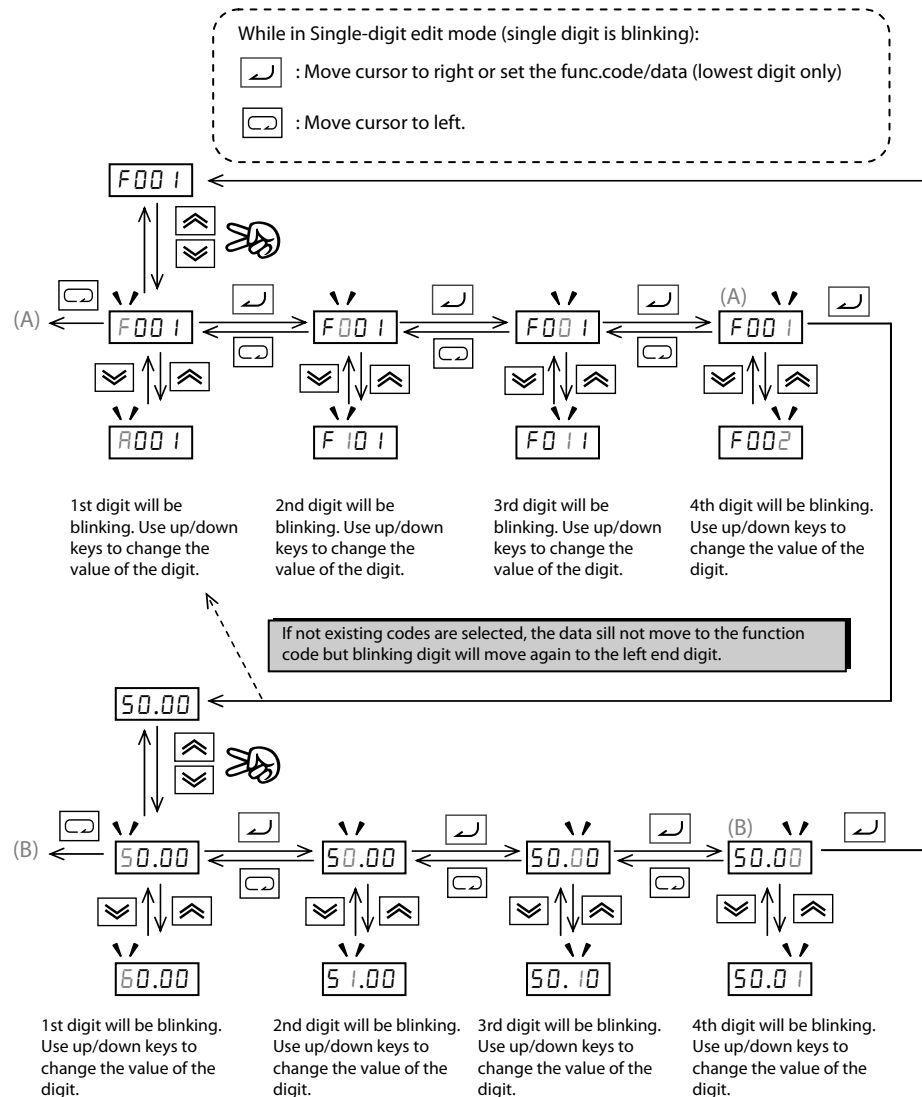 While in Single-digit edit mode (single digit is blinking):
: Move cursor to right or set the func.code/data (lowest digit only)
: Move cursor to left.
F001
(A)
(A)
F001
F001
F001
F001
A001
F101
F011
F002
1st digit will be
blinking. Use up/down
keys to change the
value of the digit.
2nd digit will be
blinking. Use up/down
keys to change the
value of the digit.
3rd digit will be
blinking. Use up/down
keys to change the
value of the digit.
4th digit will be blinking.
Use up/down keys to
change the value of the
digit.
If not existing codes are selected, the data sill not move to the function
code but blinking digit will move again to the left end digit.
50.00
(B)
(B)
50.00
50.00
50.00
50.00
60.00
51.00
50.10
50.01
1st digit will be blinking.
Use up/down keys to
change the value of the
digit.
2nd digit will be blinking.
Use up/down keys to
change the value of the
digit.
3rd digit will be blinking.
Use up/down keys to
change the value of the
digit.
4th digit will be blinking.
Use up/down keys to
change the value of the
digit.